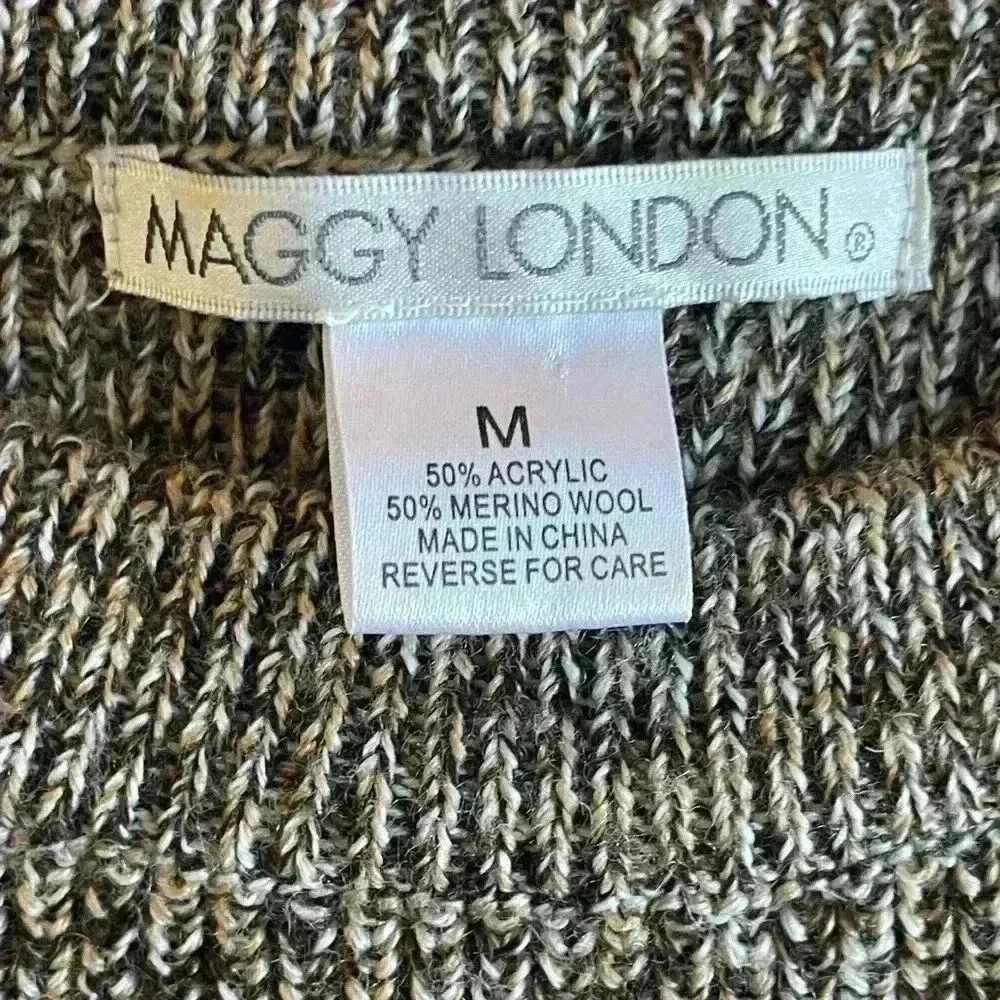 MAGGY LONDON®
M
50% ACRYLIC
50% MERINO WOOL
MADE IN CHINA
REVERSE FOR CARE